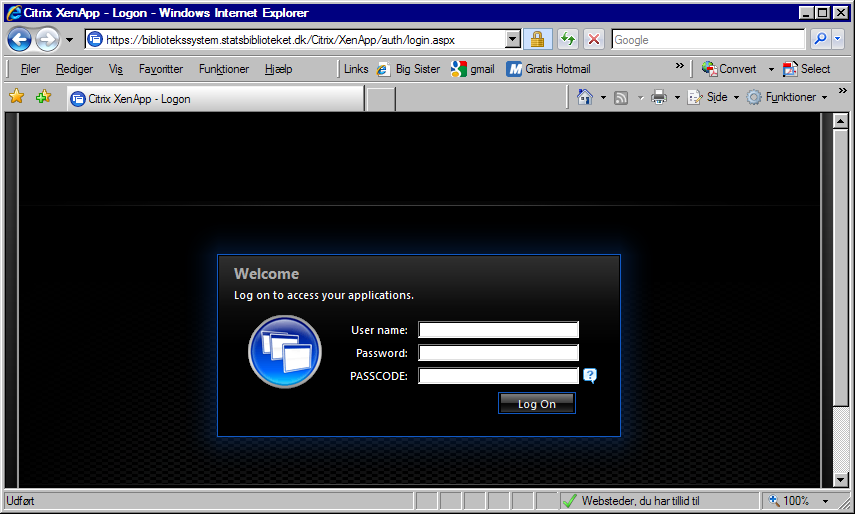 Citrix XenApp - Logon - Windows Internet Explorer
https://bibliotekssystem.statsbiblioteket.dk/Citrix/XenApp/auth/login.aspx
Google
Filer Rediger Vis Favoritter Funktioner Hjælp Links Big Sister gmail Gratis Hotmail » Convert Select
Citrix XenApp - Logon Side Funktioner »
Welcome
Log on to access your applications.
User name:
Password:
PASSCODE: ?
Log On
Udført Websteder, du har tillid til 100%